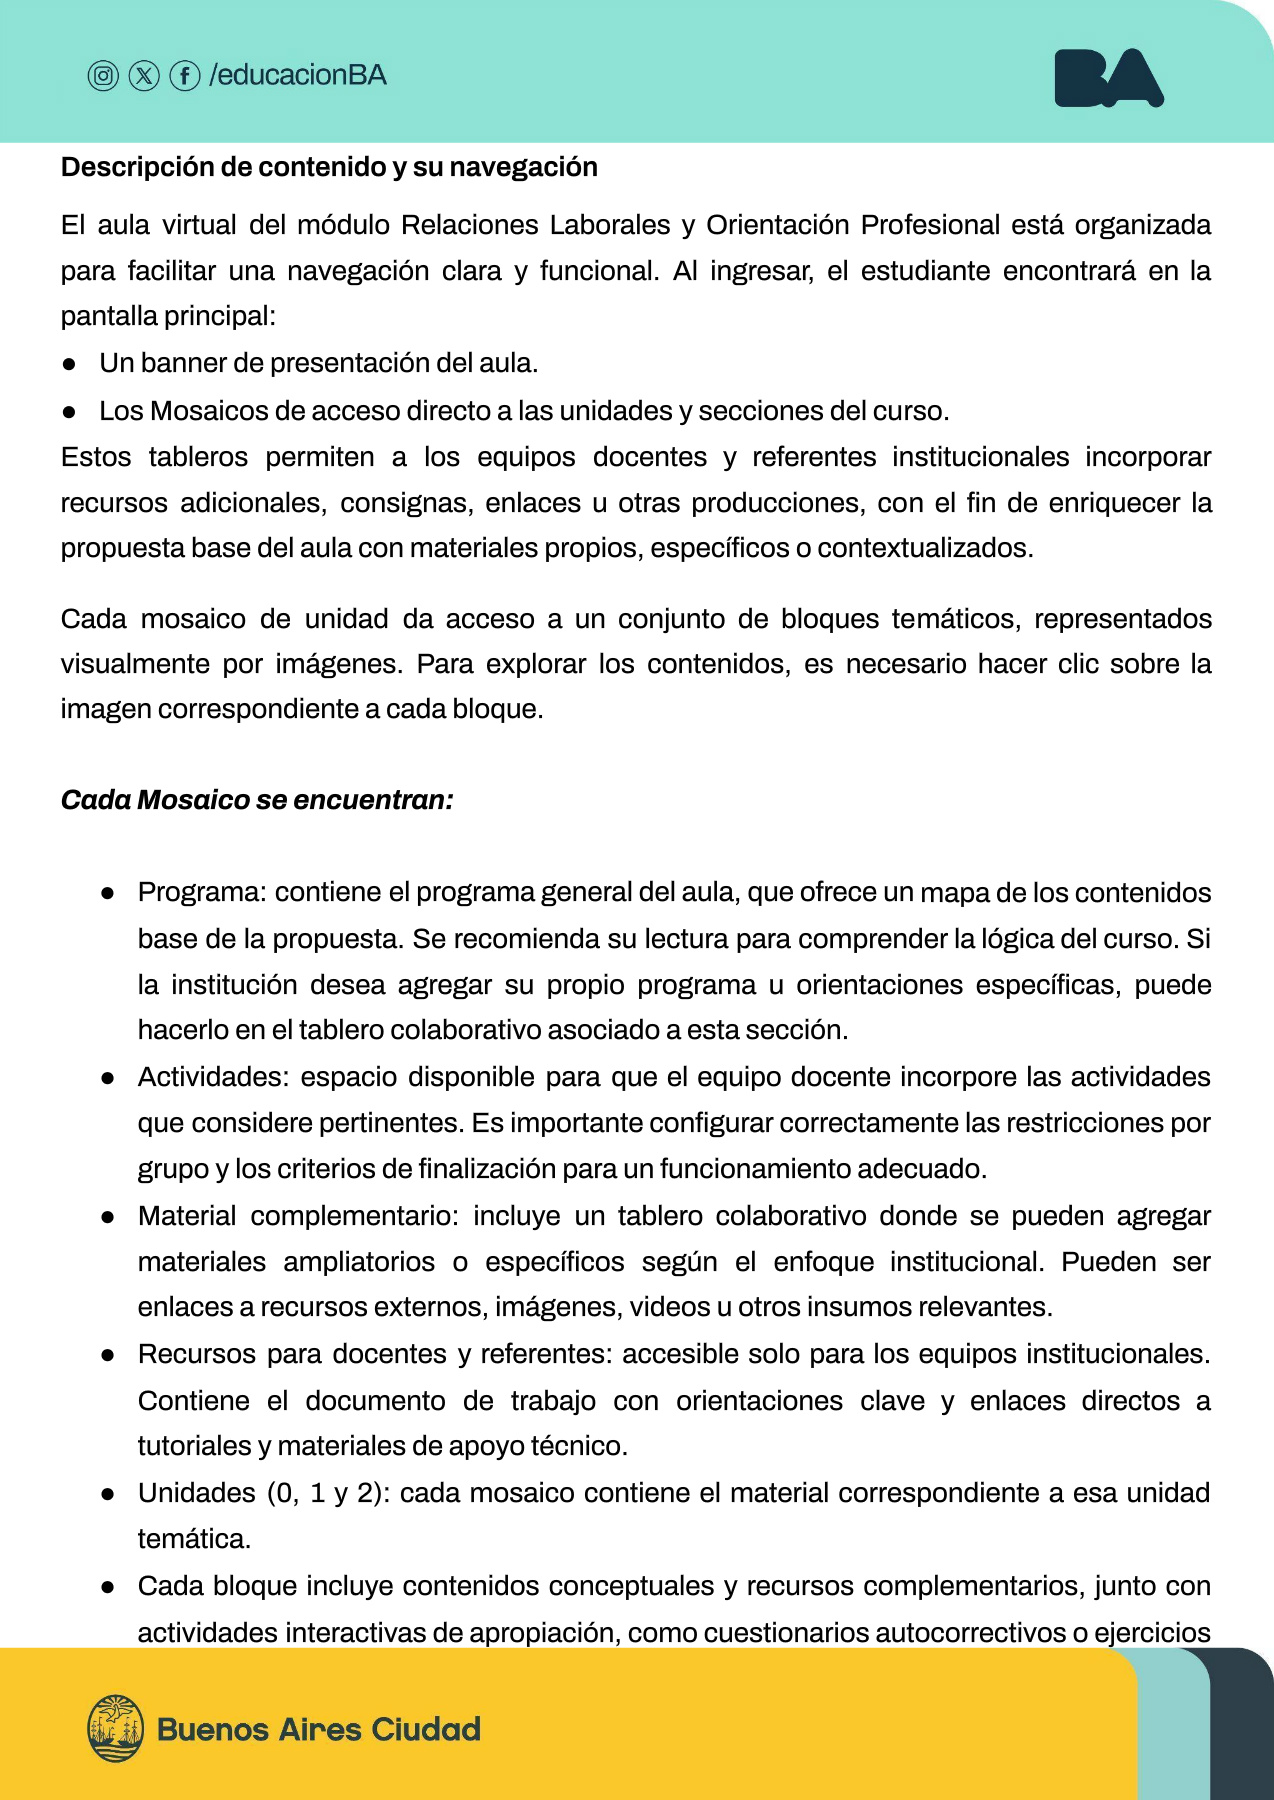 /educacionBA
BA
Descripción de contenido y su navegación
El aula virtual del módulo Relaciones Laborales y Orientación Profesional está organizada
para facilitar una navegación clara y funcional. Al ingresar, el estudiante encontrará en la
pantalla principal:
● Un banner de presentación del aula.
● Los Mosaicos de acceso directo a las unidades y secciones del curso.
Estos tableros permiten a los equipos docentes y referentes institucionales incorporar
recursos adicionales, consignas, enlaces u otras producciones, con el fin de enriquecer la
propuesta base del aula con materiales propios, específicos o contextualizados.
Cada mosaico de unidad da acceso a un conjunto de bloques temáticos, representados
visualmente por imágenes. Para explorar los contenidos, es necesario hacer clic sobre la
imagen correspondiente a cada bloque.
Cada Mosaico se encuentran:
● Programa: contiene el programa general del aula, que ofrece un mapa de los contenidos
base de la propuesta. Se recomienda su lectura para comprender la lógica del curso. Si
la institución desea agregar su propio programa u orientaciones específicas, puede
hacerlo en el tablero colaborativo asociado a esta sección.
● Actividades: espacio disponible para que el equipo docente incorpore las actividades
que considere pertinentes. Es importante configurar correctamente las restricciones por
grupo y los criterios de finalización para un funcionamiento adecuado.
● Material complementario: incluye un tablero colaborativo donde se pueden agregar
materiales ampliatorios o específicos según el enfoque institucional. Pueden ser
enlaces a recursos externos, imágenes, videos u otros insumos relevantes.
● Recursos para docentes y referentes: accesible solo para los equipos institucionales.
Contiene el documento de trabajo con orientaciones clave y enlaces directos a
tutoriales y materiales de apoyo técnico.
● Unidades (0, 1 y 2): cada mosaico contiene el material correspondiente a esa unidad
temática.
● Cada bloque incluye contenidos conceptuales y recursos complementarios, junto con
actividades interactivas de apropiación, como cuestionarios autocorrectivos o ejercicios
Buenos Aires Ciudad